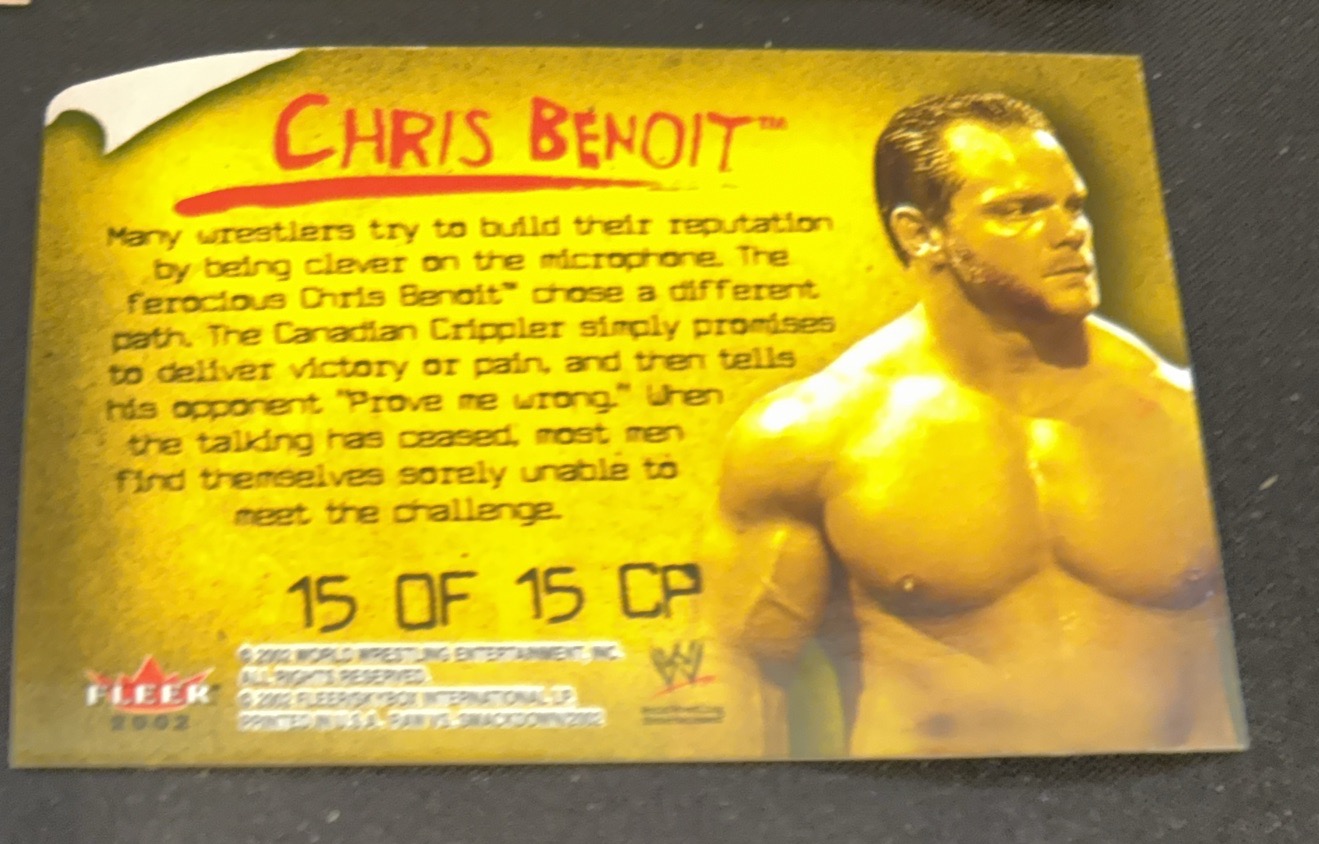 CHRIS BENOIT™
Many wrestlers try to build their reputation
by being clever on the microphone. The
ferocious Chris Benoit™ chose a different
path. The Canadian Crippler simply promises
to deliver victory or pain, and then tells
his opponent "Prove me wrong." When
the talking has ceased, most men
find themselves sorely unable to
meet the challenge.
15 OF 15 CP
© 2002 WORLD WRESTLING ENTERTAINMENT, INC.
ALL RIGHTS RESERVED.
© 2002 FLEER/SKYBOX INTERNATIONAL LP
PRINTED IN U.S.A. RAW VS. SMACKDOWN/2002
FLEER
2002
W